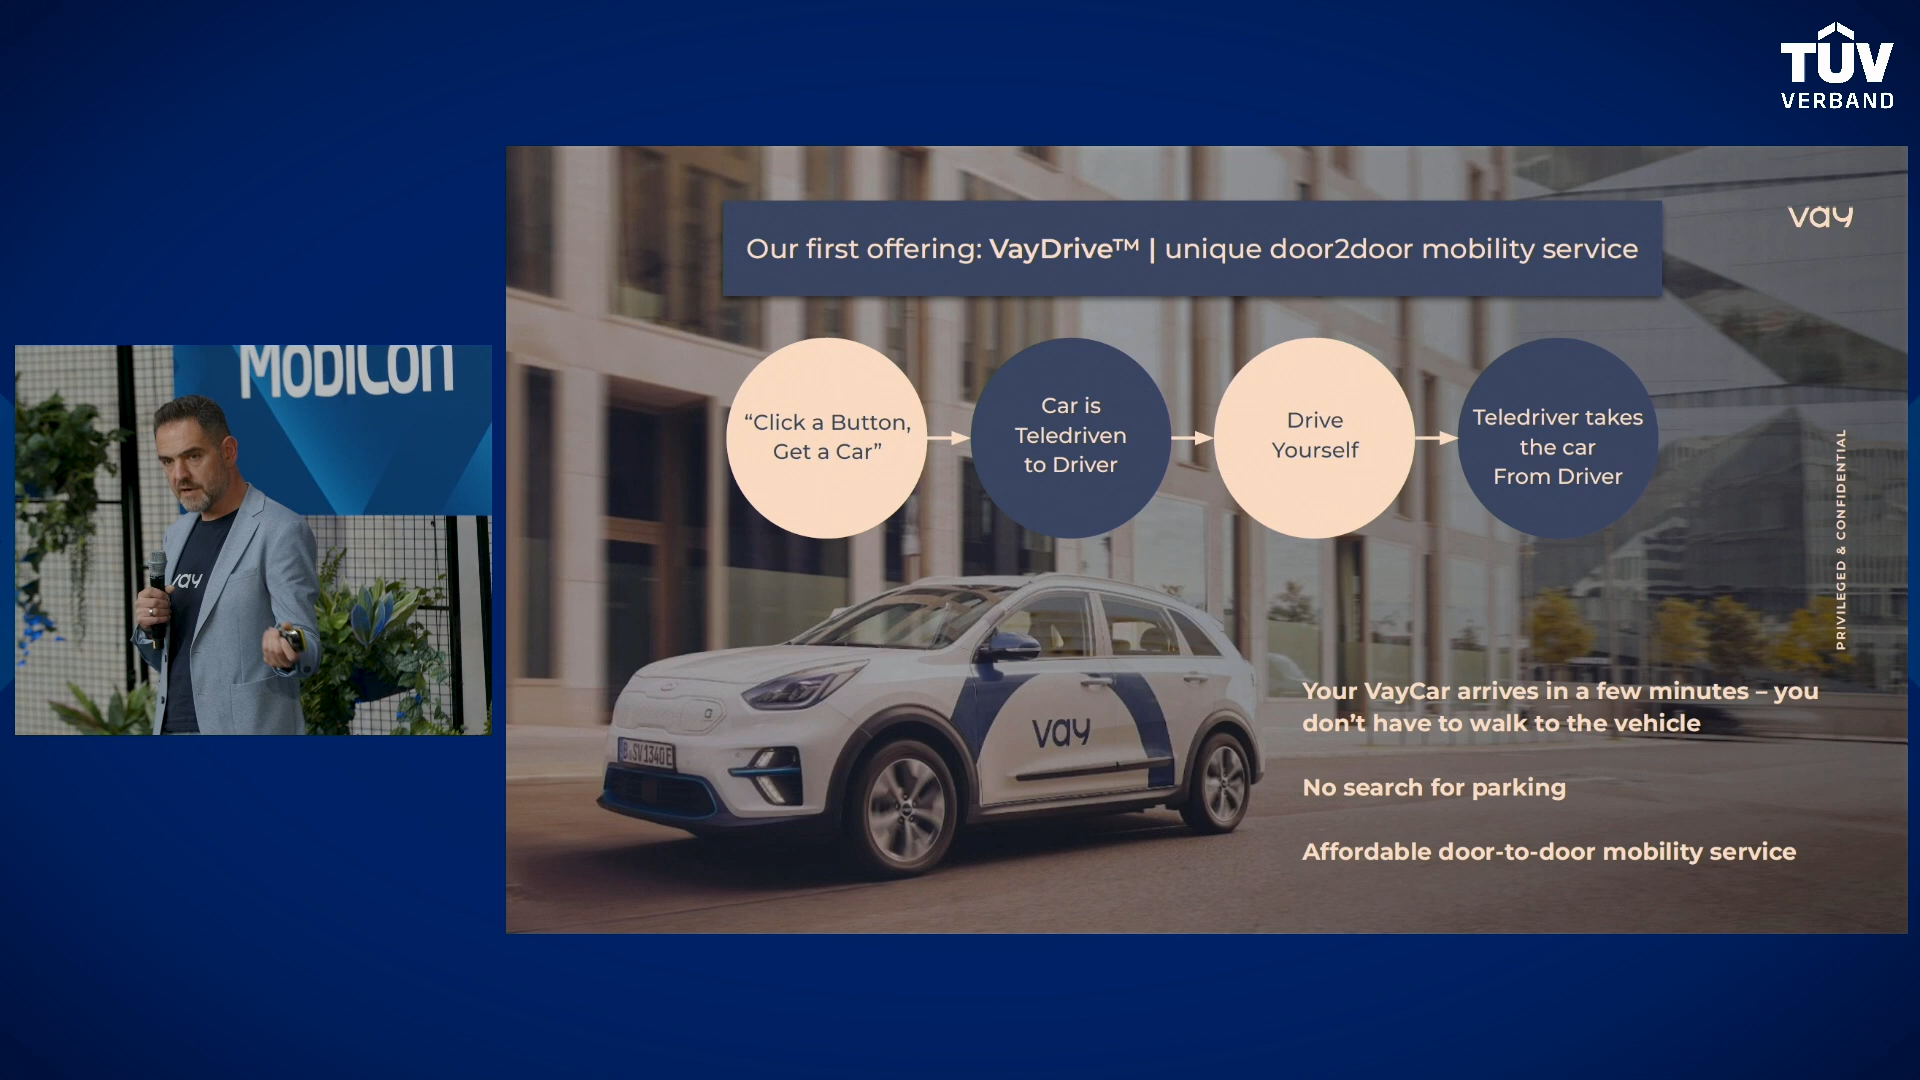 TÜV
VERBAND
vay
Our first offering: VayDrive™ | unique door2door mobility service
“Click a Button,
Get a Car”
Car is
Teledriven
to Driver
Drive
Yourself
Teledriver takes
the car
From Driver
PRIVILEGED & CONFIDENTIAL
MOBICON
vay
vay
B SV 1340E
Your VayCar arrives in a few minutes – you
don’t have to walk to the vehicle
No search for parking
Affordable door-to-door mobility service